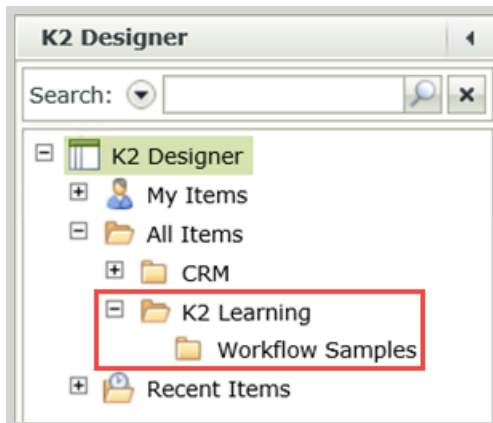 K2 Designer
Search:
K2 Designer
My Items
All Items
CRM
K2 Learning
Workflow Samples
Recent Items